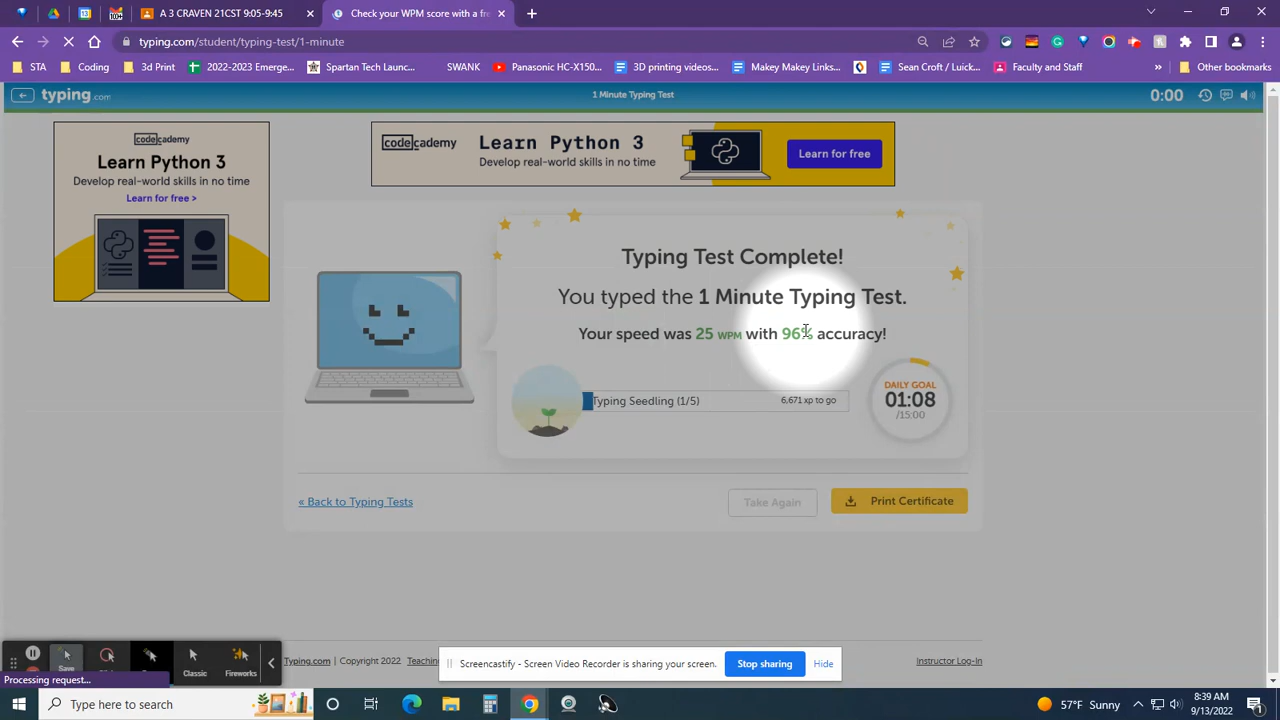 A 3 CRAVEN 21CST 9:05-9:45
Check your WPM score with a fre
typing.com/student/typing-test/1-minute
STA
Coding
3d Print
2022-2023 Emerge...
Spartan Tech Launc...
SWANK
Panasonic HC-X150...
3D printing videos...
Makey Makey Links...
Sean Croft / Luick...
Faculty and Staff
Other bookmarks
typing.com
1 Minute Typing Test
0:00
codecademy
Learn Python 3
Develop real-world skills in no time
Learn for free >
codecademy
Learn Python 3
Develop real-world skills in no time
Learn for free
Typing Test Complete!
You typed the 1 Minute Typing Test.
Your speed was 25 WPM with 96% accuracy!
Typing Seedling (1/5)
6,671 xp to go
DAILY GOAL
01:08
/15:00
« Back to Typing Tests
Take Again
Print Certificate
Save
Classic
Fireworks
Processing request...
Typing.com | Copyright 2022.
Instructor Log-In
Screencastify - Screen Video Recorder is sharing your screen.
Stop sharing
Hide
Type here to search
57°F Sunny
8:39 AM
9/13/2022